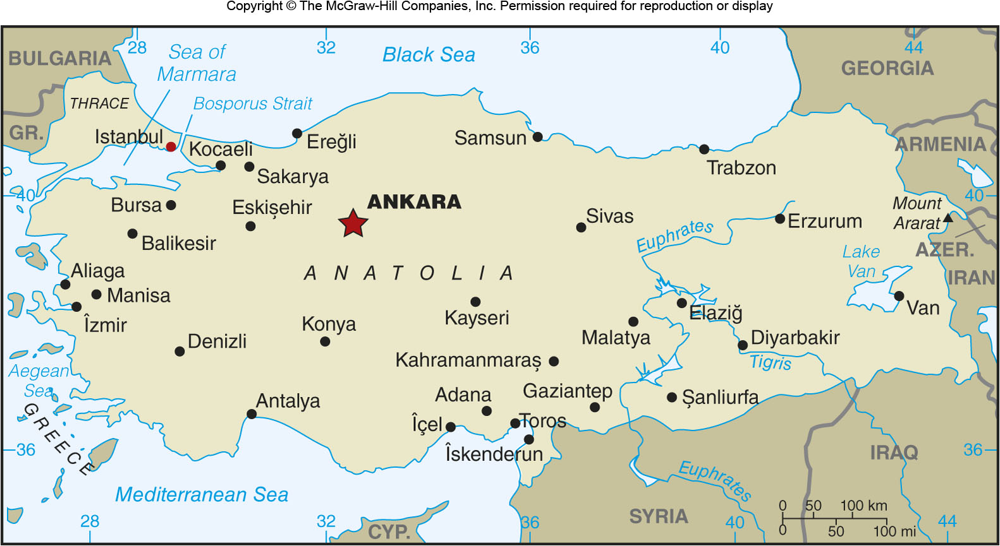 Copyright © The McGraw-Hill Companies, Inc. Permission required for reproduction or display
28
32
36
40
44
BULGARIA
Sea of
Marmara
Black Sea
GEORGIA
THRACE
Bosporus Strait
GR.
Istanbul
Kocaeli
Ereğli
Samsun
ARMENIA
Sakarya
Trabzon
40
40
Bursa
Eskişehir
ANKARA
Mount
Ararat
Sivas
Erzurum
Euphrates
Balikesir
AZER.
Lake
Van
Aliaga
ANATOLIA
IRAN
Manisa
Kayseri
Elaziğ
Van
Îzmir
Konya
Malatya
Diyarbakir
Denizli
Kahramanmaraş
Tigris
Aegean
Sea
Antalya
Adana
Gaziantep
Şanliurfa
GREECE
Îçel
Toros
36
Îskenderun
IRAQ
36
Mediterranean Sea
Euphrates
SYRIA
0 50 100 km
0 50 100 mi
CYP.
28
32
36
40
44